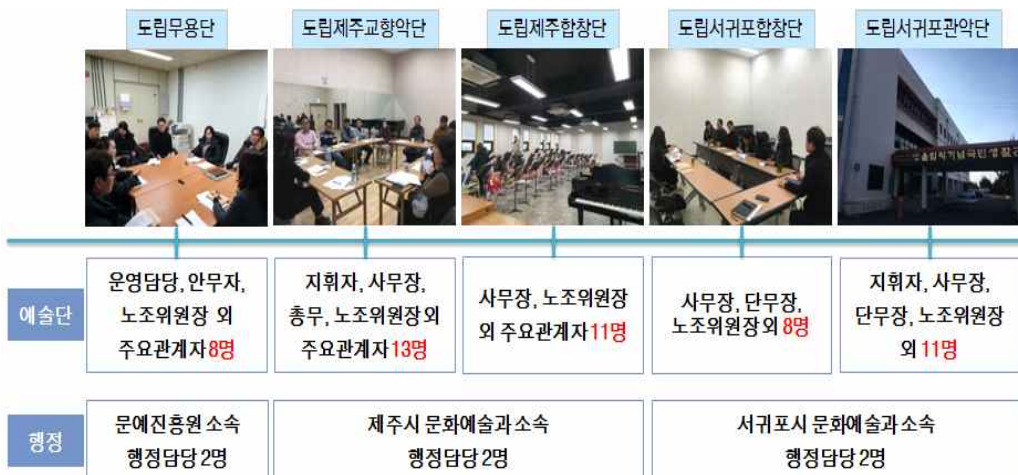 도립무용단
도립제주교향악단
도립제주합창단
도립서귀포합창단
도립서귀포관악단
예술단
운영담당, 안무자,
노조위원장 외
주요관계자 8명
지휘자, 사무장,
총무, 노조위원장외
주요관계자 13명
사무장, 노조위원장
외 주요관계자 11명
사무장, 단무장,
노조위원장외 8명
지휘자, 사무장,
단무장, 노조위원장
외 11명
행정
문예진흥원 소속
행정담당 2명
제주시 문화예술과 소속
행정담당 2명
서귀포시 문화예술과 소속
행정담당 2명